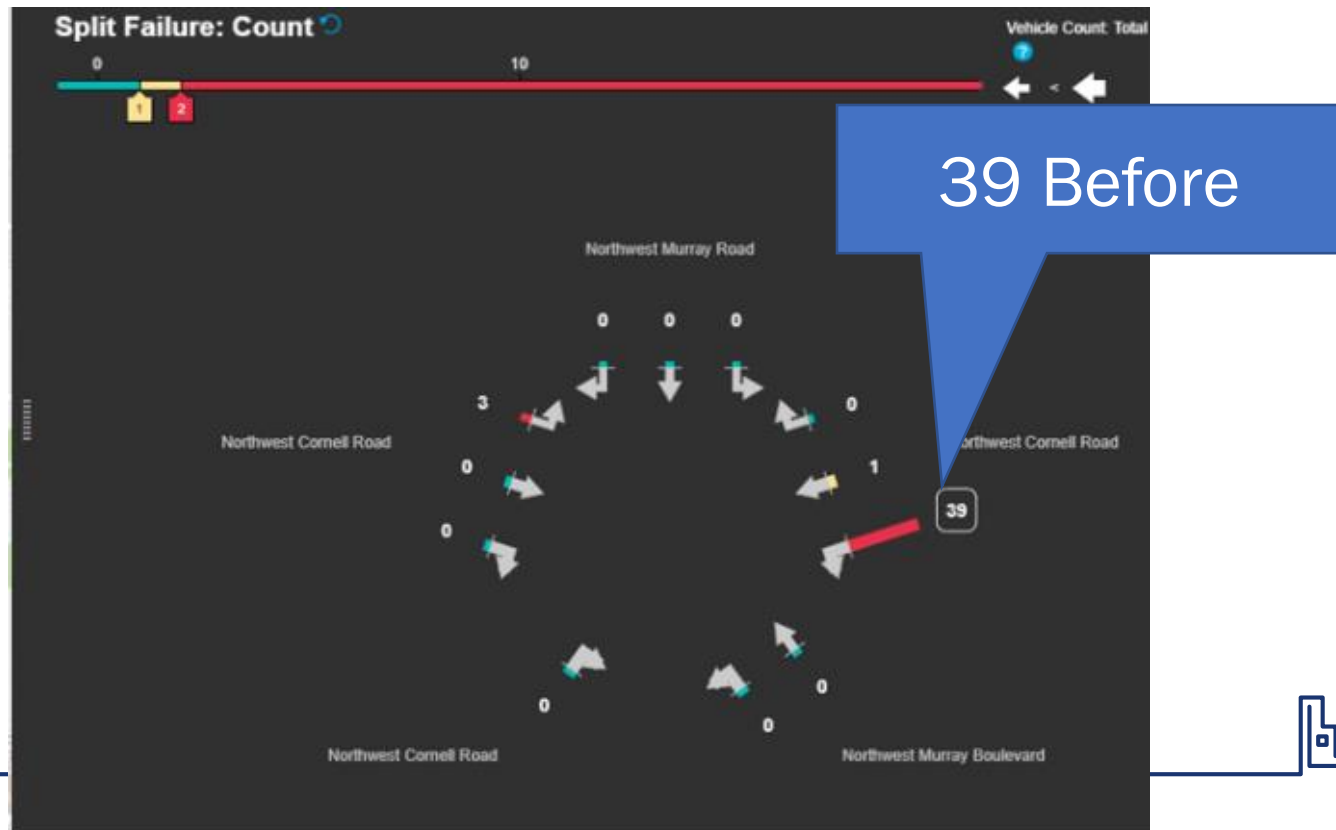 Split Failure: Count
Vehicle Count: Total
?
0
10
<
1
2
39 Before
Northwest Murray Road
0
0
0
3
0
Northwest Cornell Road
orthwest Cornell Road
0
1
39
0
0
0
0
Northwest Cornell Road
Northwest Murray Boulevard